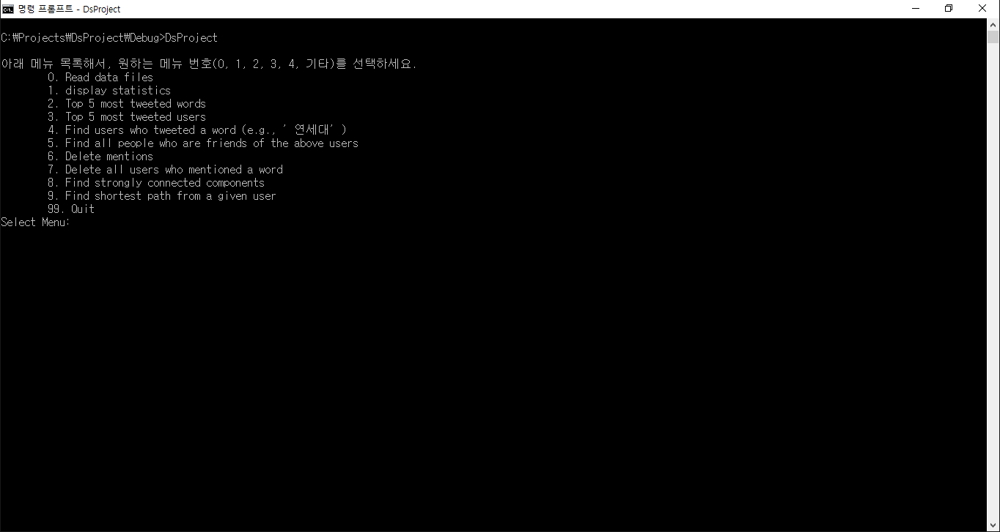 명령 프롬프트 - DsProject
C:\Projects\DsProject\Debug>DsProject
아래 메뉴 목록해서, 원하는 메뉴 번호(0, 1, 2, 3, 4, 기타)를 선택하세요.
0. Read data files
1. display statistics
2. Top 5 most tweeted words
3. Top 5 most tweeted users
4. Find users who tweeted a word (e.g., ’연세대’)
5. Find all people who are friends of the above users
6. Delete mentions
7. Delete all users who mentioned a word
8. Find strongly connected components
9. Find shortest path from a given user
99. Quit
Select Menu: